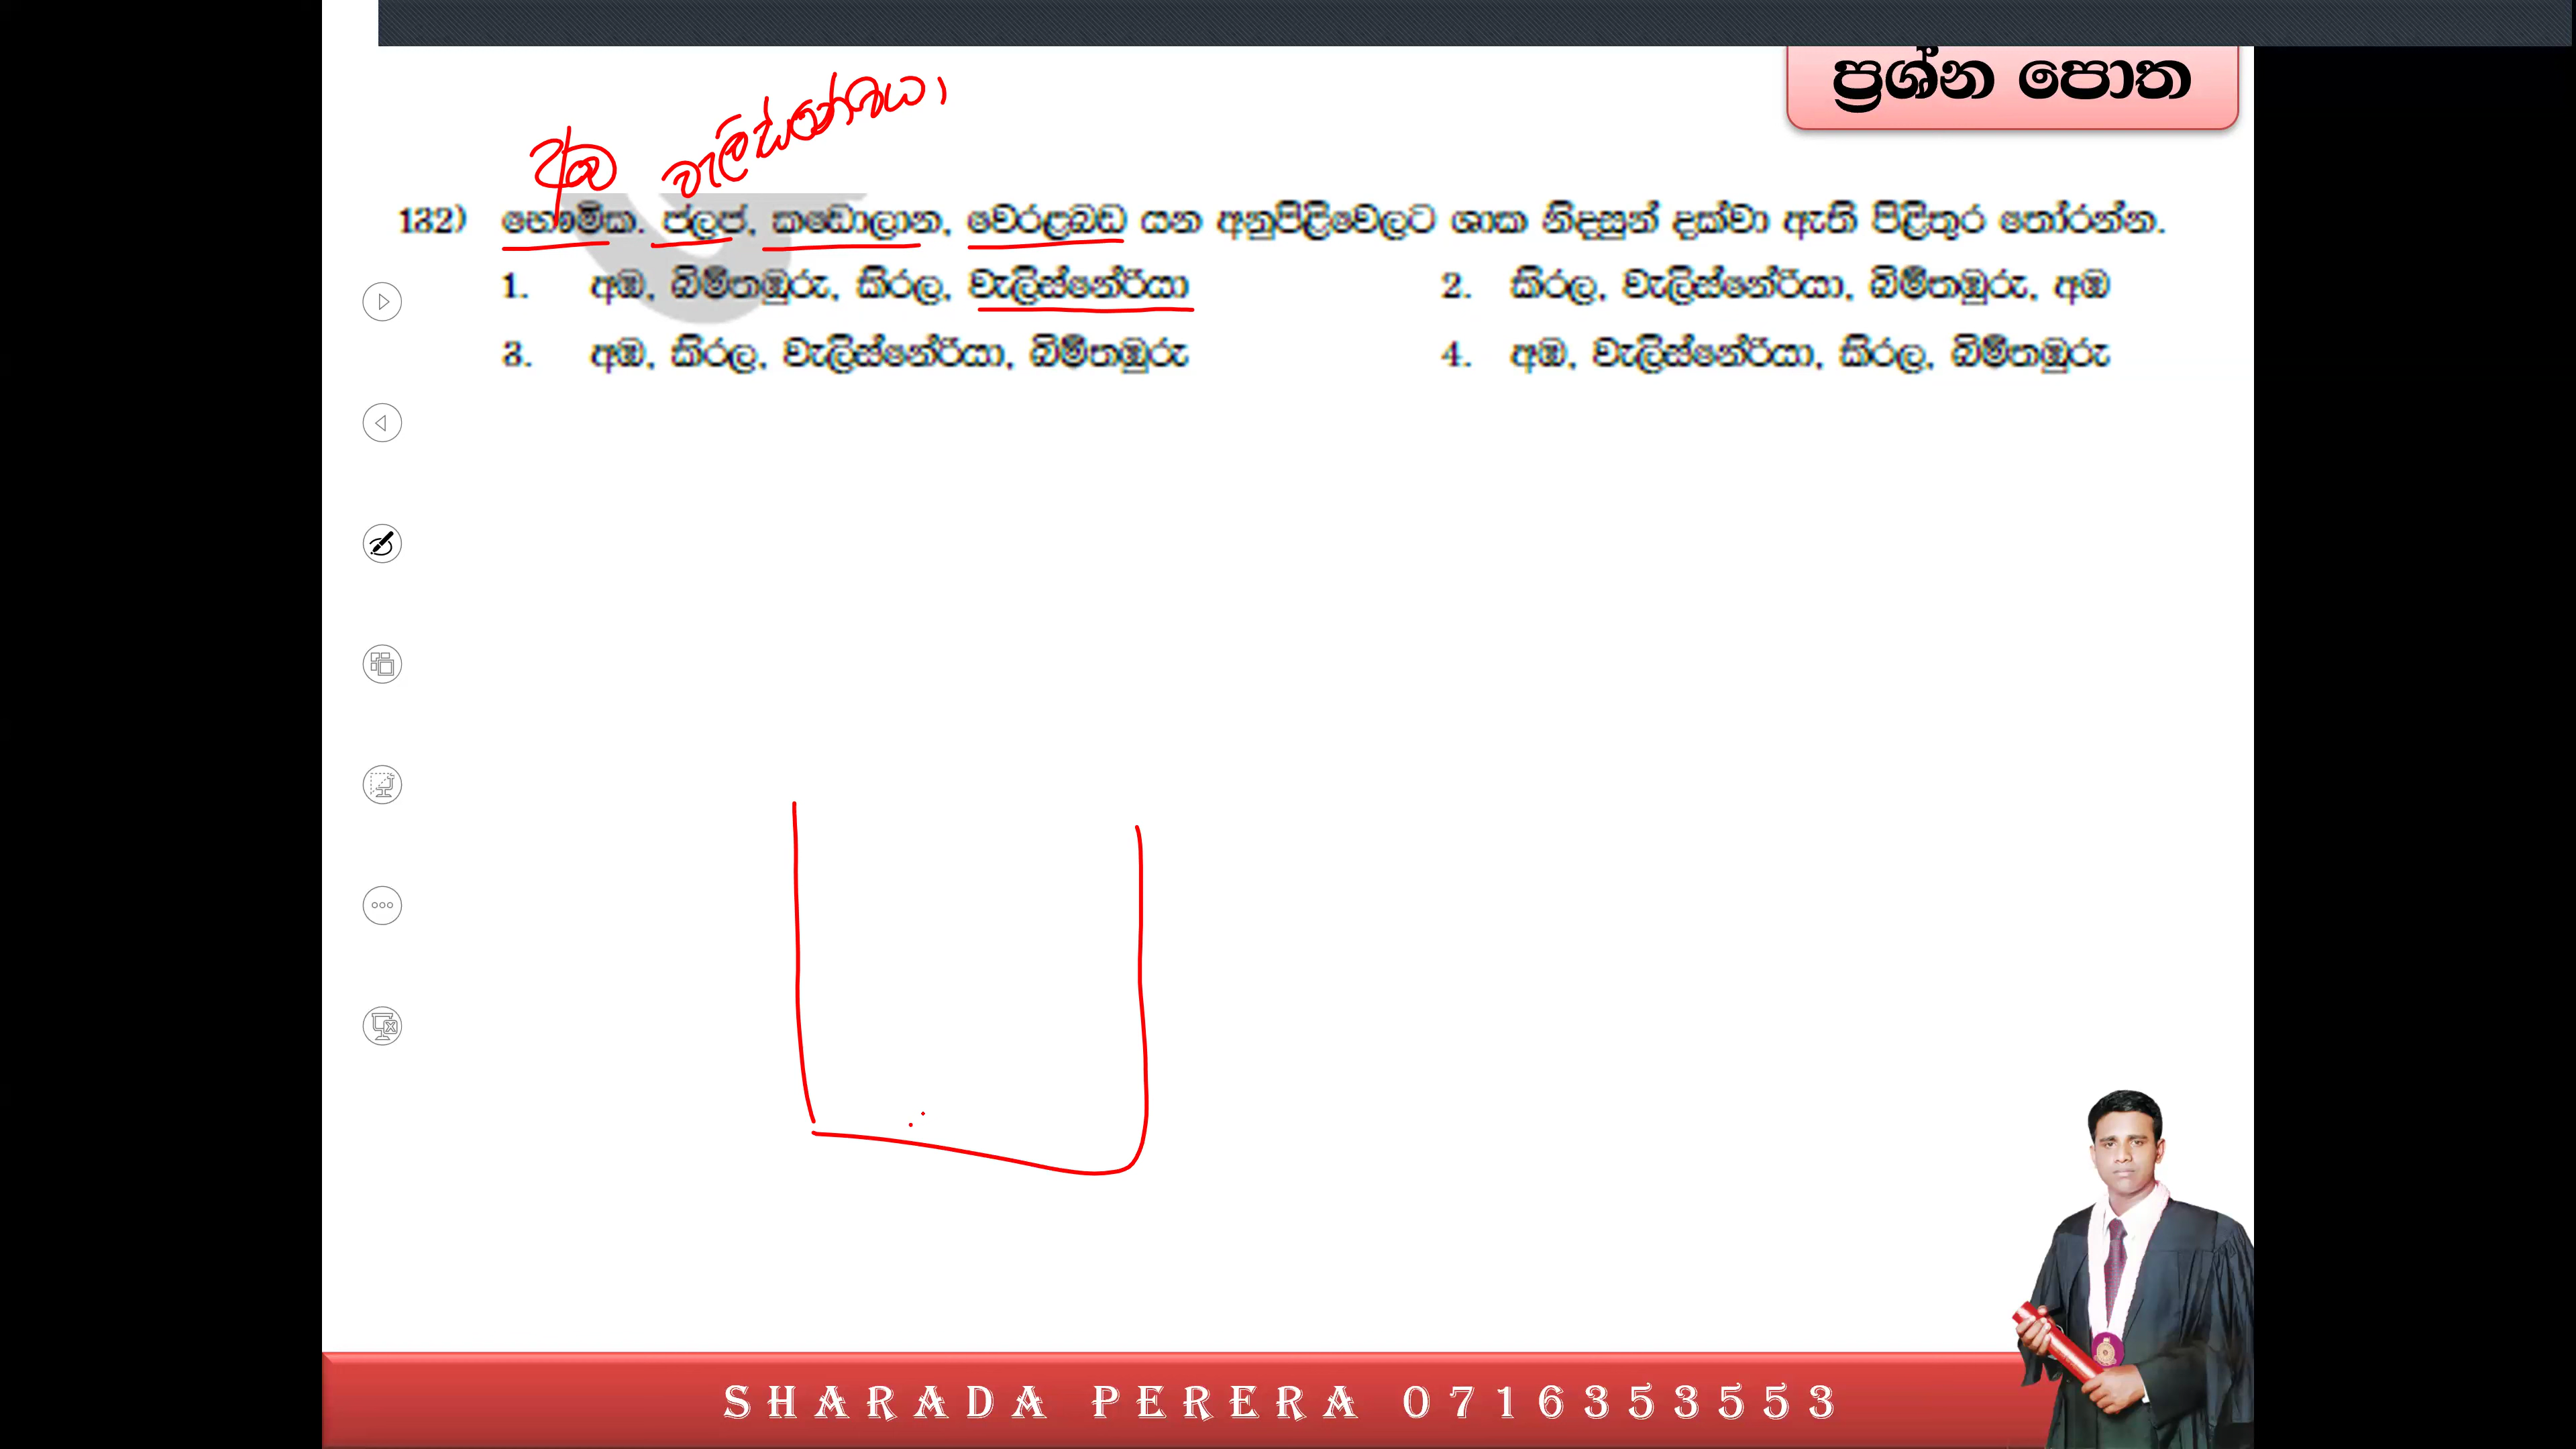 ප්‍රශ්න පොත
අඹ වැලිස්නේරියා,
132) භෞමික. ප්ලජ්, කඩොලාන, වෙරළබඩ යන අනුපිළිවෙලට ශාක නිදසුන් දක්වා ඇති පිළිතුර තෝරන්න.
1. අඹ, බිම්තඹුරු, කිරල, වැලිස්නේරියා 2. කිරල, වැලිස්නේරියා, බිම්තඹුරු, අඹ
3. අඹ, කිරල, වැලිස්නේරියා, බිම්තඹුරු 4. අඹ, වැලිස්නේරියා, කිරල, බිම්තඹුරු
SHARADA PERERA 0716353553